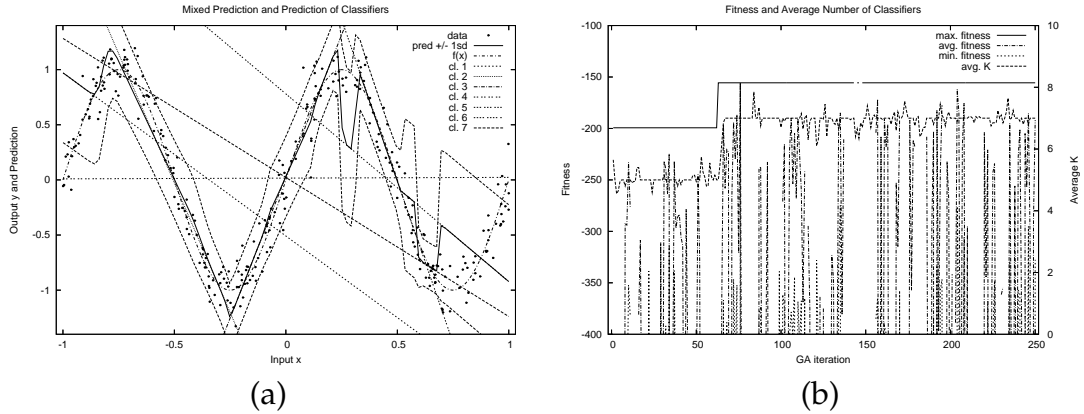 Mixed Prediction and Prediction of Classifiers
data
pred +/- 1sd
f(x)
cl. 1
cl. 2
cl. 3
cl. 4
cl. 5
cl. 6
cl. 7
1
0.5
0
-0.5
-1
Output y and Prediction
-1
-0.5
0
0.5
1
Input x
(a)
Fitness and Average Number of Classifiers
max. fitness
avg. fitness
min. fitness
avg. K
-100
-150
-200
-250
-300
-350
-400
Fitness
10
8
6
4
2
0
Average K
0
50
100
150
200
250
GA iteration
(b)